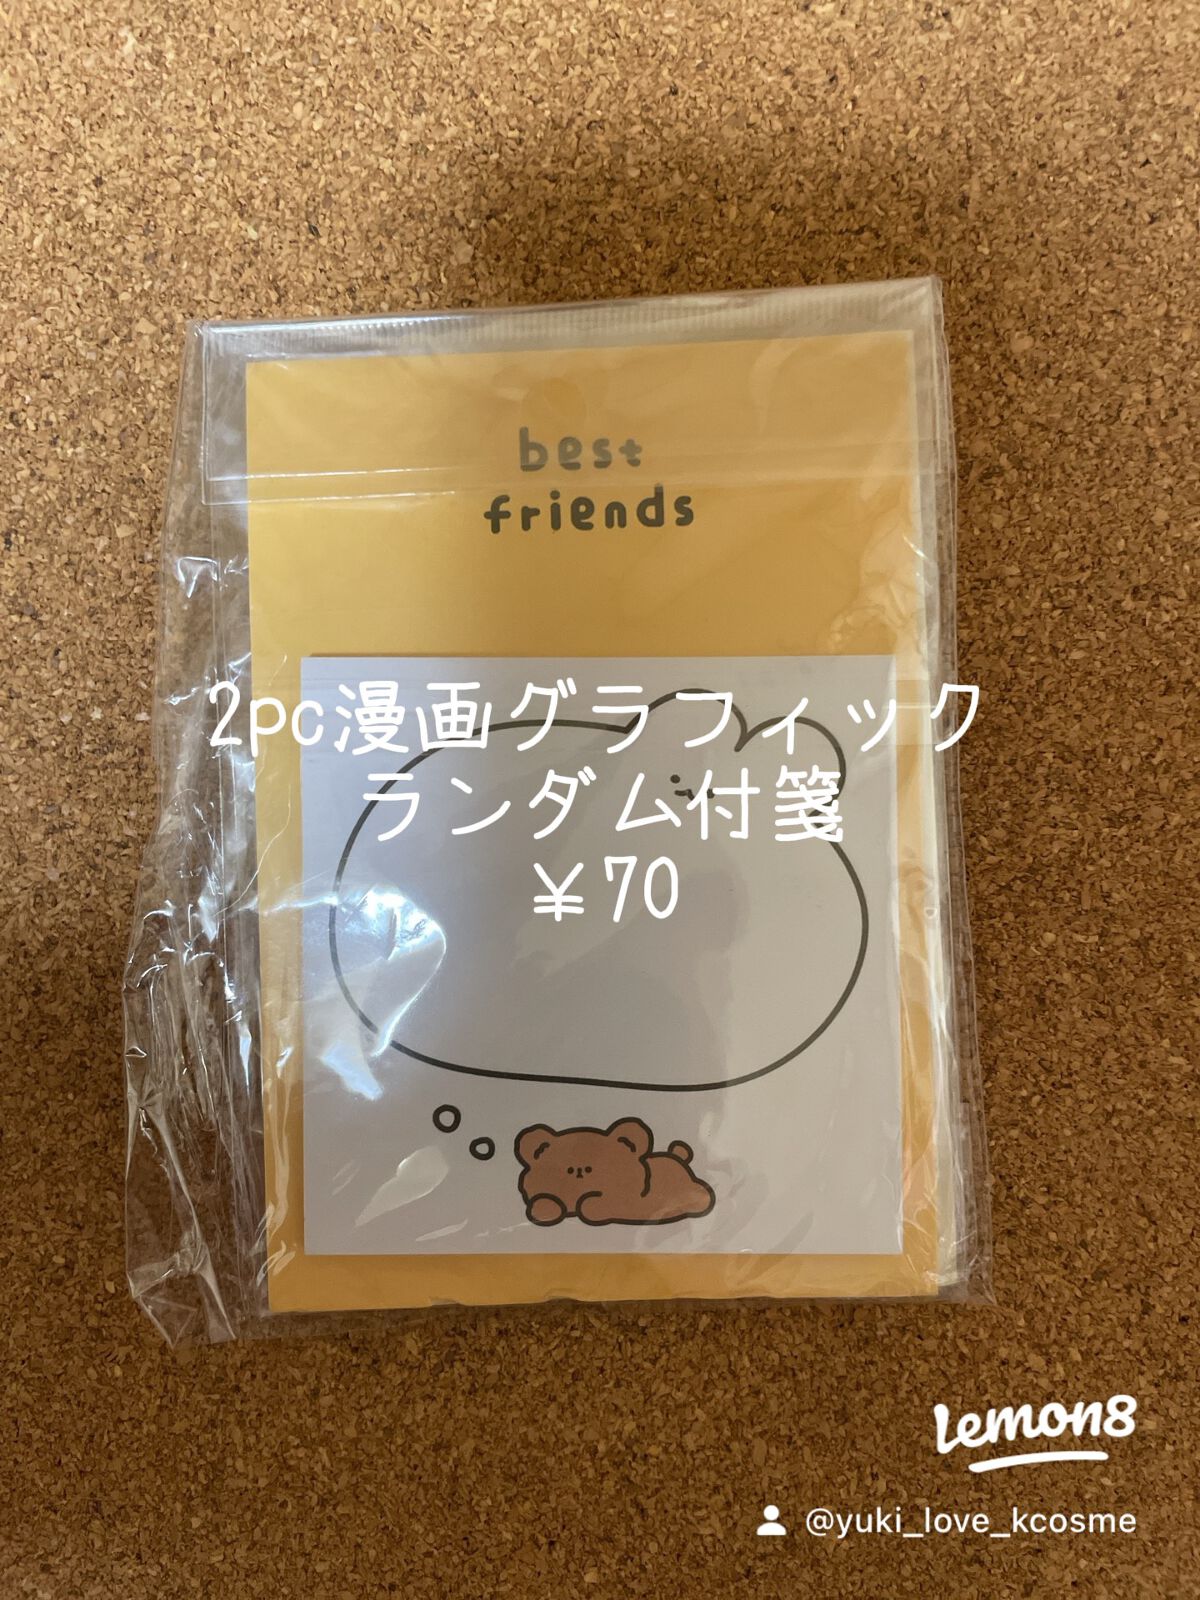 best
friends
2pc漫画グラフィック
ランダム付箋
￥70
Lemon8
@yuki_love_kcosme